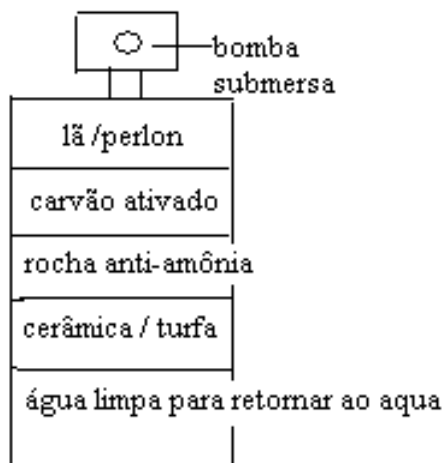 bomba
submersa
lã /perlon
carvão ativado
rocha anti-amônia
cerâmica / turfa
água limpa para retornar ao aqua